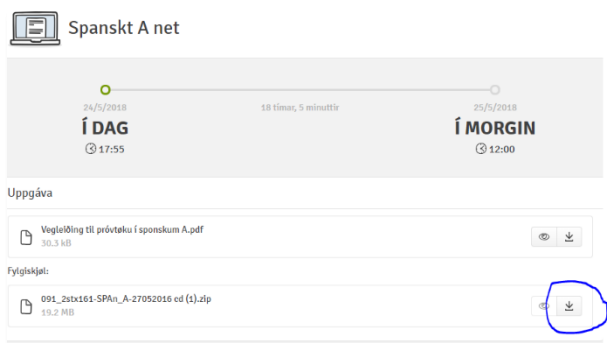 Spanskt A net
24/5/2018
18 tímar, 5 minuttir
25/5/2018
Í DAG
Í MORGIN
17:55
12:00
Uppgáva
Vegleiðing til próvtøku í sponskum A.pdf
30.3 kB
Fylgiskjøl:
091_2stx161-SPAn_A-27052016 ed (1).zip
19.2 MB